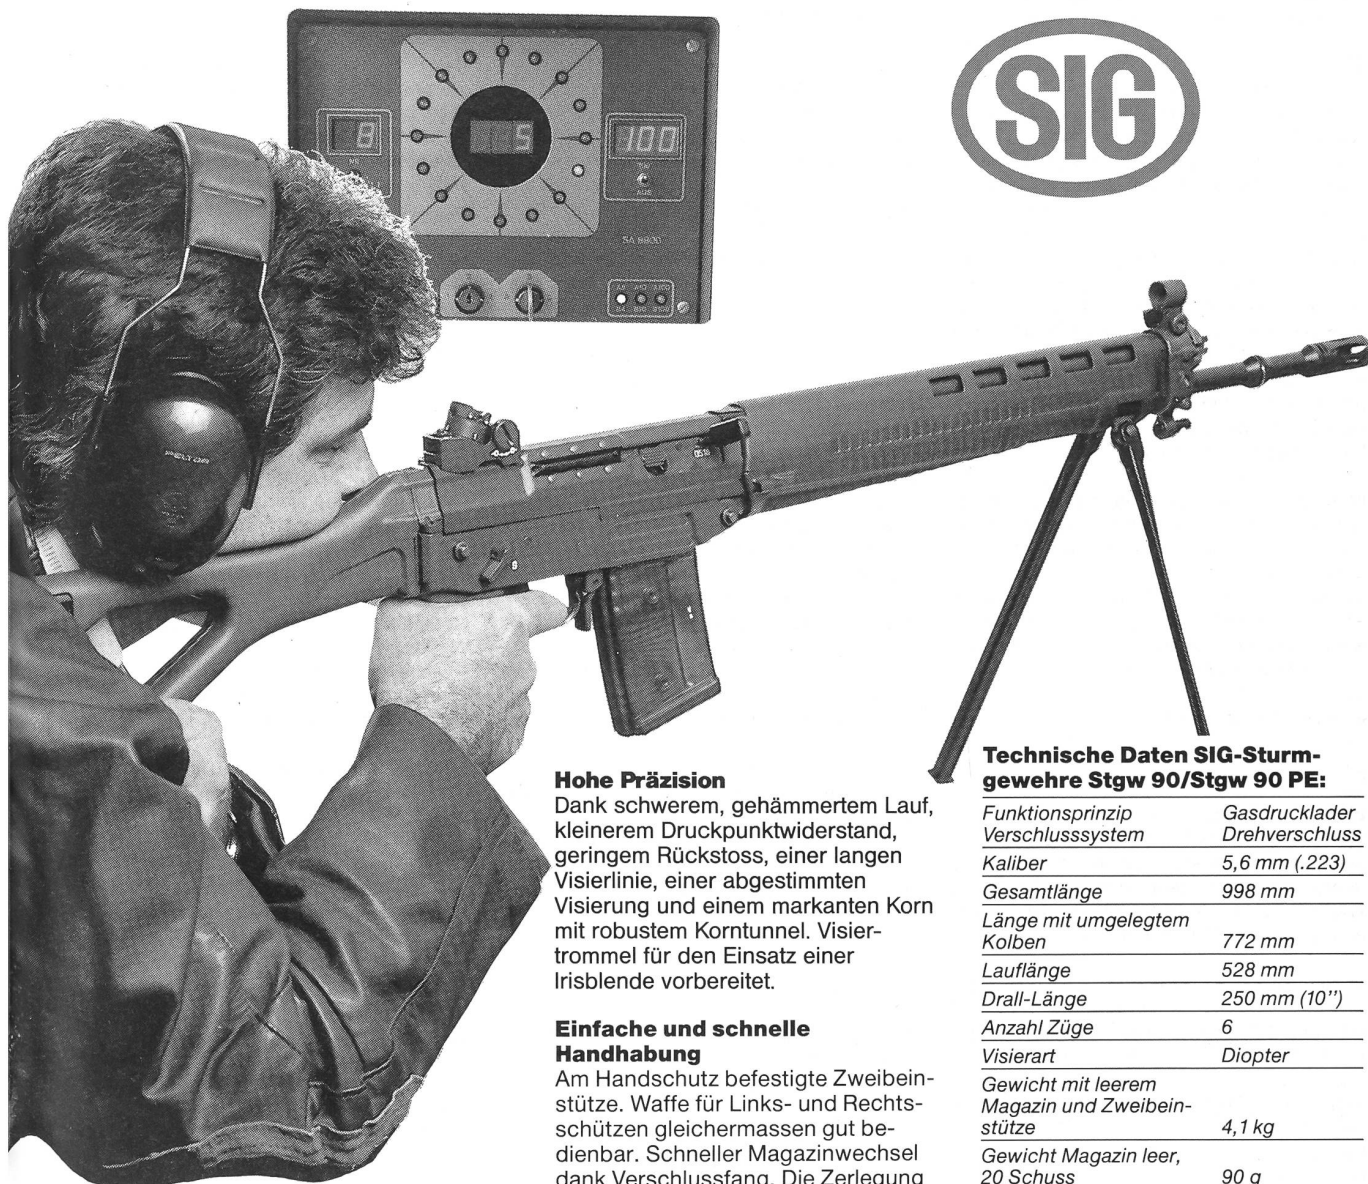 SIG
8
5
100
SA 9800
PELTOR
S
Hohe Präzision
Dank schwerem, gehämmertem Lauf,
kleinerem Druckpunktwiderstand,
geringem Rückstoss, einer langen
Visierlinie, einer abgestimmten
Visierung und einem markanten Korn
mit robustem Korntunnel. Visier-
trommel für den Einsatz einer
Irisblende vorbereitet.
Einfache und schnelle
Handhabung
Am Handschutz befestigte Zweibein-
stütze. Waffe für Links- und Rechts-
schützen gleichermassen gut be-
dienbar. Schneller Magazinwechsel
dank Verschlussfang. Die Zerlegung
Technische Daten SIG-Sturm-
gewehre Stgw 90/Stgw 90 PE:
Funktionsprinzip Gasdrucklader
Verschlusssystem Drehverschluss
Kaliber 5,6 mm (.223)
Gesamtlänge 998 mm
Länge mit umgelegtem
Kolben 772 mm
Lauflänge 528 mm
Drall-Länge 250 mm (10’’)
Anzahl Züge 6
Visierart Diopter
Gewicht mit leerem
Magazin und Zweibein-
stütze 4,1 kg
Gewicht Magazin leer,
20 Schuss 90 g